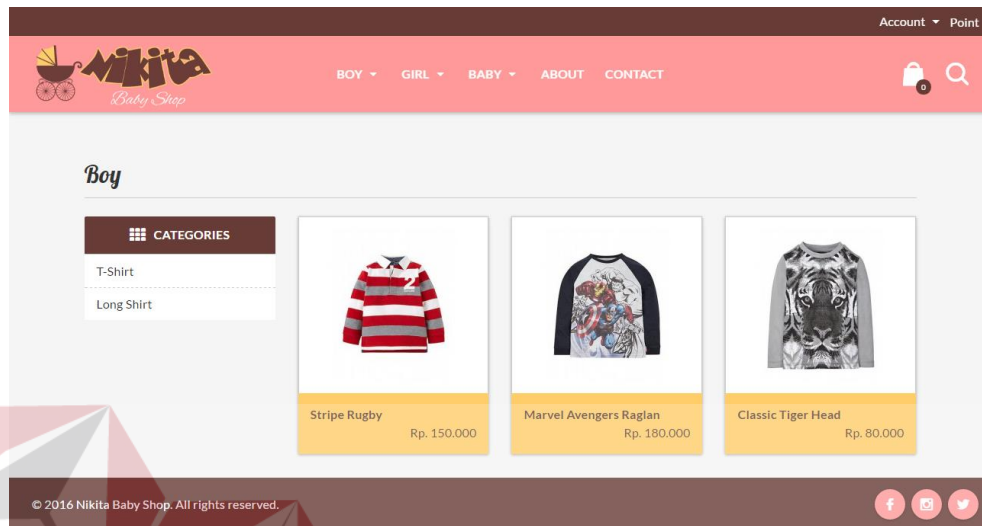 Account Point
Nikita
Baby Shop
BOY GIRL BABY ABOUT CONTACT
0
Boy
CATEGORIES
T-Shirt
Long Shirt
2
Stripe Rugby
Rp. 150.000
Marvel Avengers Raglan
Rp. 180.000
Classic Tiger Head
Rp. 80.000
© 2016 Nikita Baby Shop. All rights reserved.